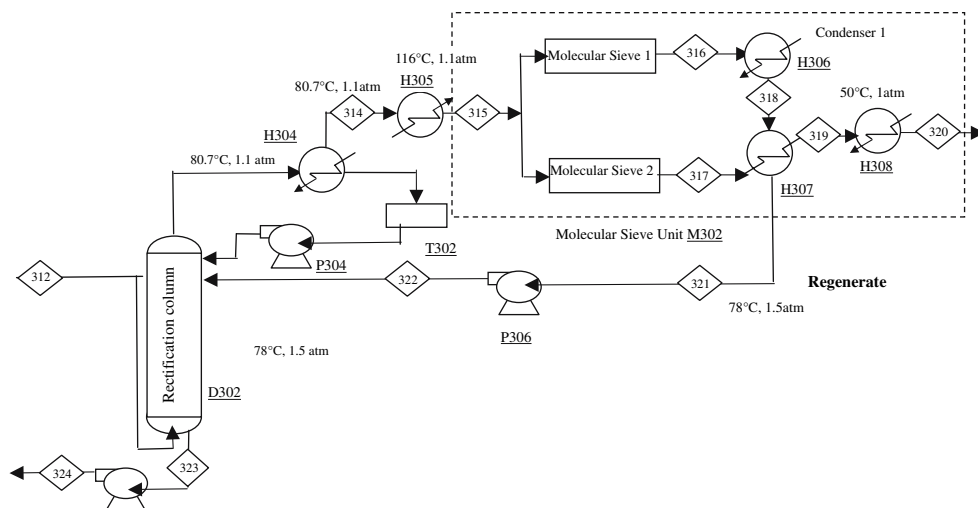 Condenser 1
116°C, 1.1atm
H305
Molecular Sieve 1
316
H306
80.7°C, 1.1atm
314
315
318
50°C, 1atm
H304
319
320
80.7°C, 1.1 atm
Molecular Sieve 2
317
H308
H307
T302
Molecular Sieve Unit M302
P304
312
322
321
Regenerate
78°C, 1.5atm
P306
Rectification column
78°C, 1.5 atm
D302
324
323